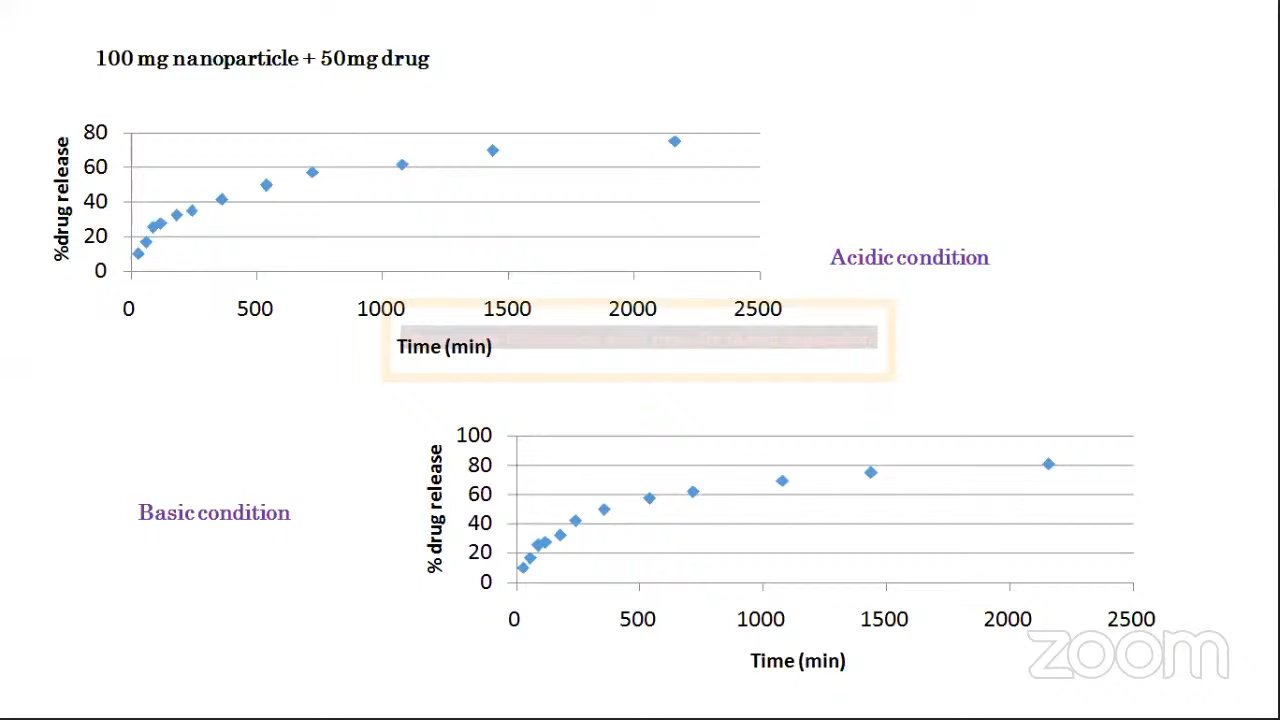 100 mg nanoparticle + 50mg drug
%drug release
80
60
40
20
0
0 500 1000 1500 2000 2500
Time (min)
Acidic condition
Basic condition
% drug release
100
80
60
40
20
0
0 500 1000 1500 2000 2500
Time (min)
zoom